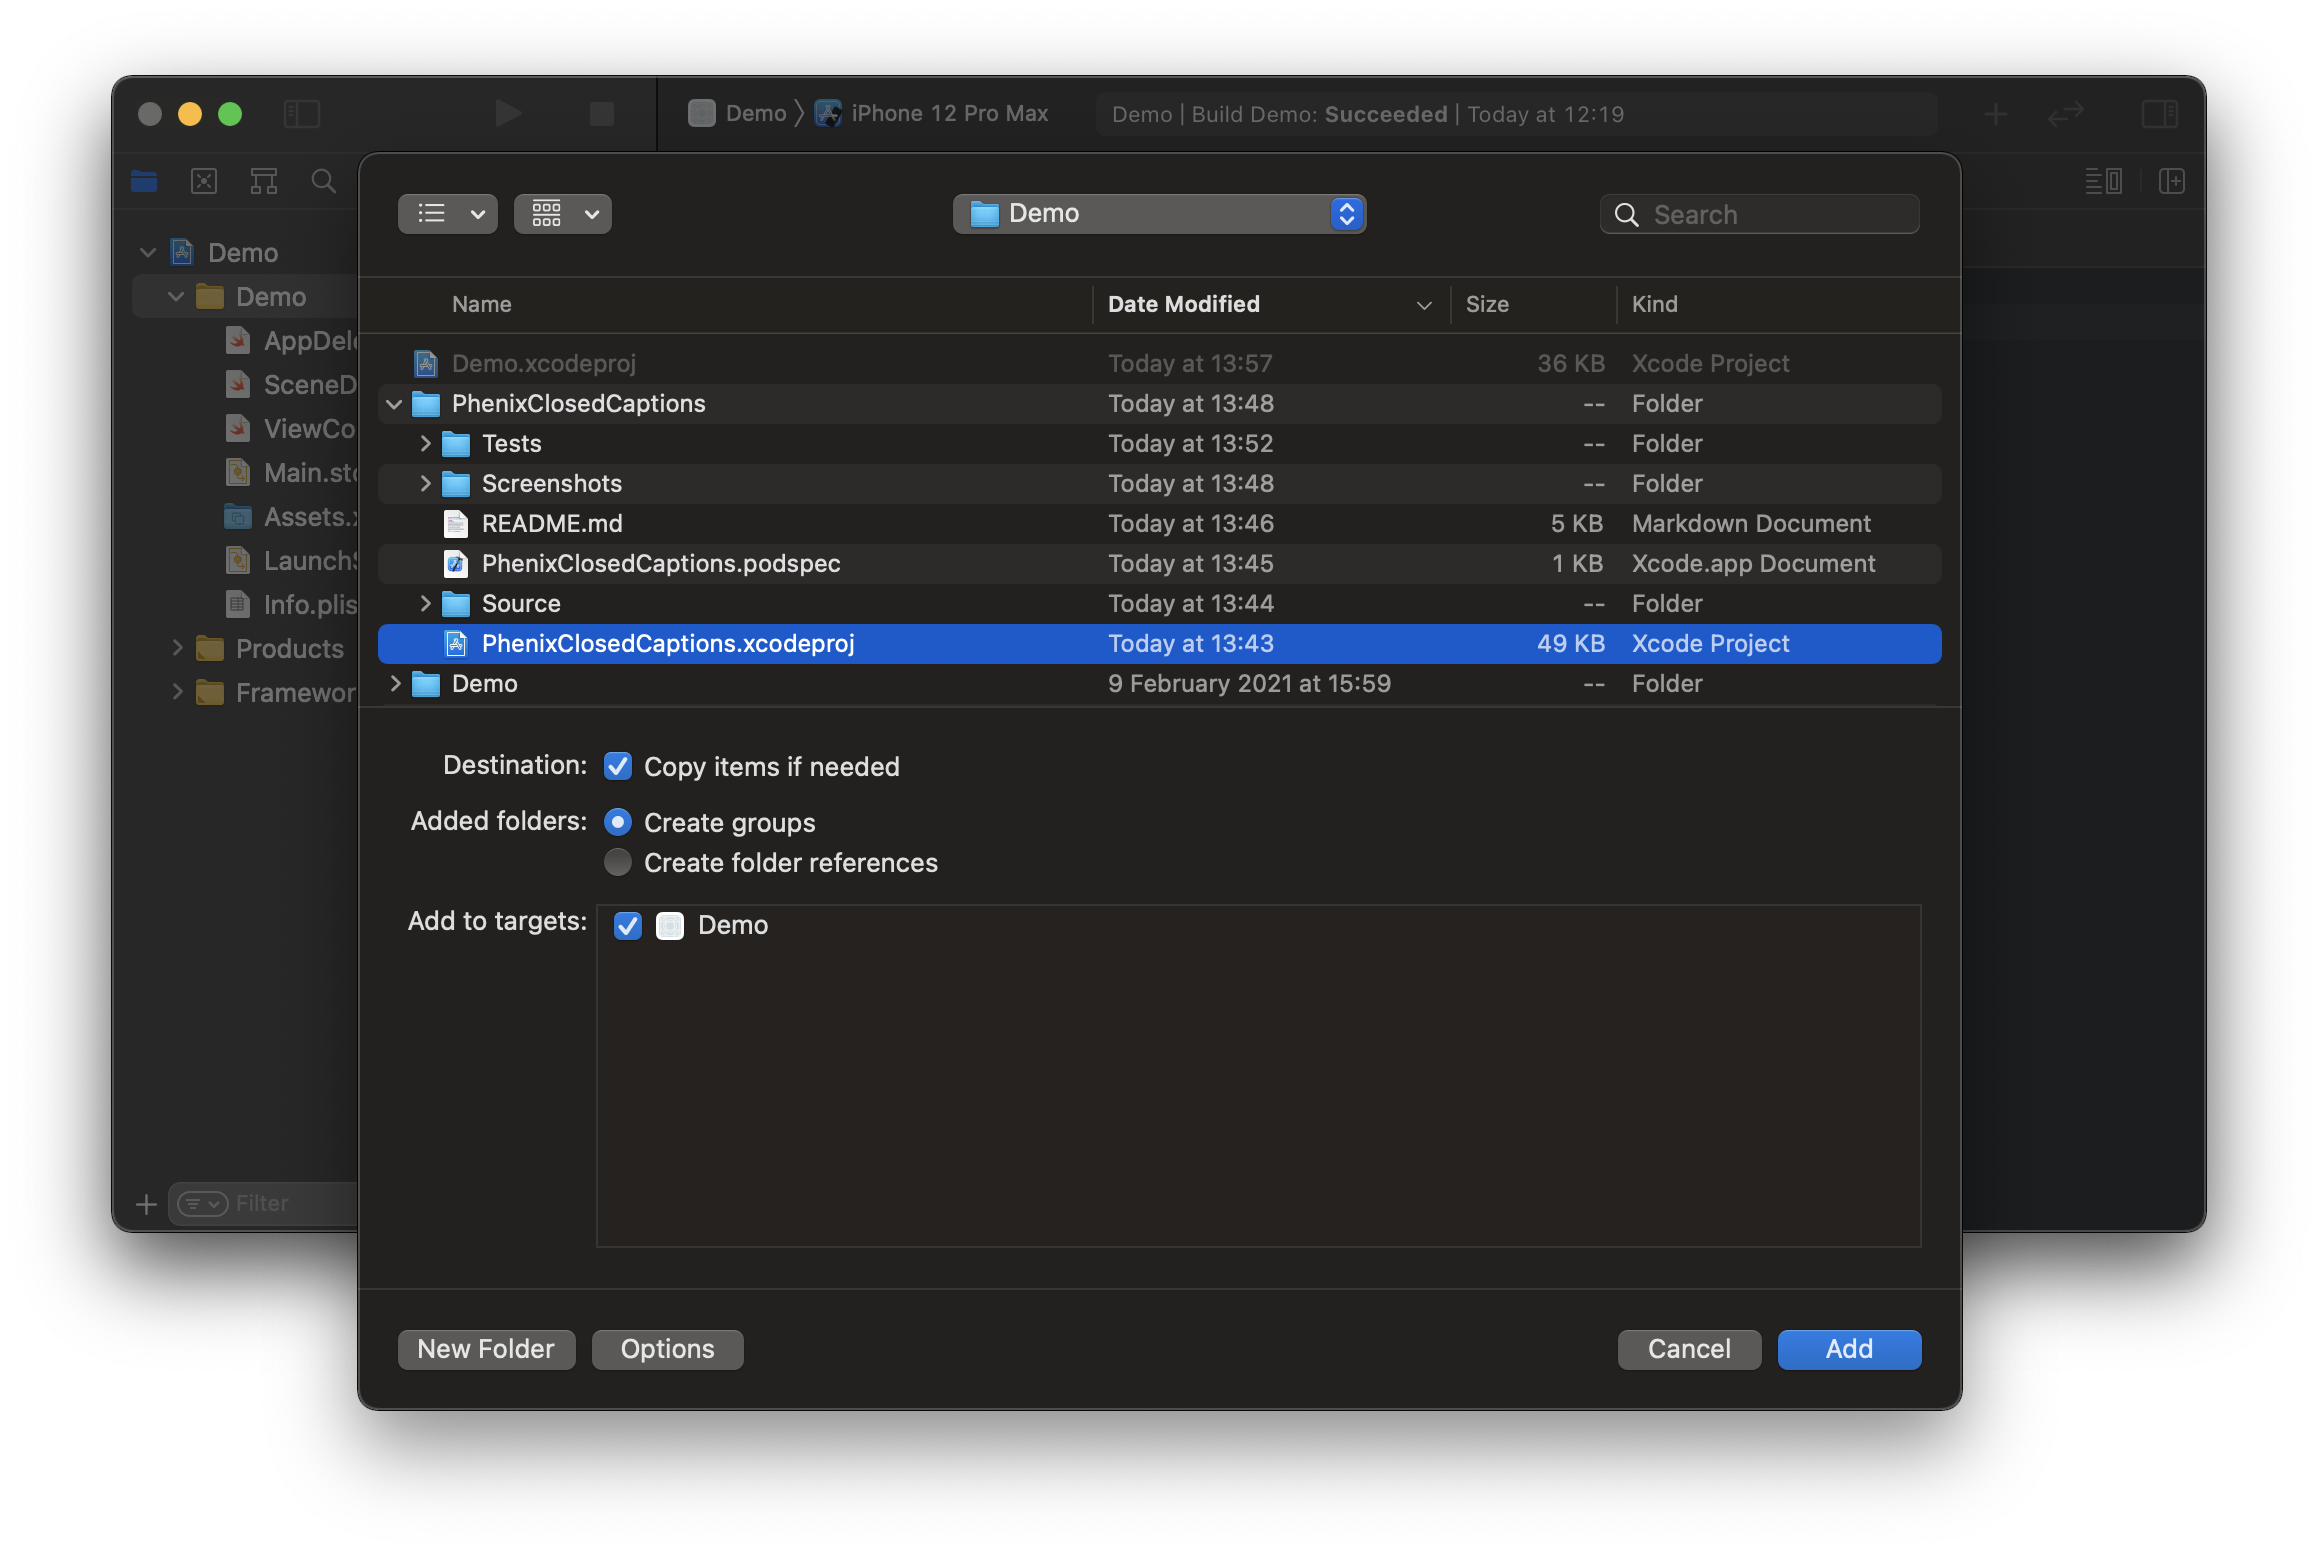 Demo 〉 iPhone 12 Pro Max
Demo | Build Demo: Succeeded | Today at 12:19
Demo
Demo
AppDele
SceneD
ViewCo
Main.sto
Assets.x
LaunchS
Info.plis
Products
Framewor
Filter
Demo
Search
Name Date Modified Size Kind
Demo.xcodeproj Today at 13:57 36 KB Xcode Project
PhenixClosedCaptions Today at 13:48 -- Folder
Tests Today at 13:52 -- Folder
Screenshots Today at 13:48 -- Folder
README.md Today at 13:46 5 KB Markdown Document
PhenixClosedCaptions.podspec Today at 13:45 1 KB Xcode.app Document
Source Today at 13:44 -- Folder
PhenixClosedCaptions.xcodeproj Today at 13:43 49 KB Xcode Project
Demo 9 February 2021 at 15:59 -- Folder
Destination: Copy items if needed
Added folders: Create groups
Create folder references
Add to targets: Demo
New Folder Options Cancel Add